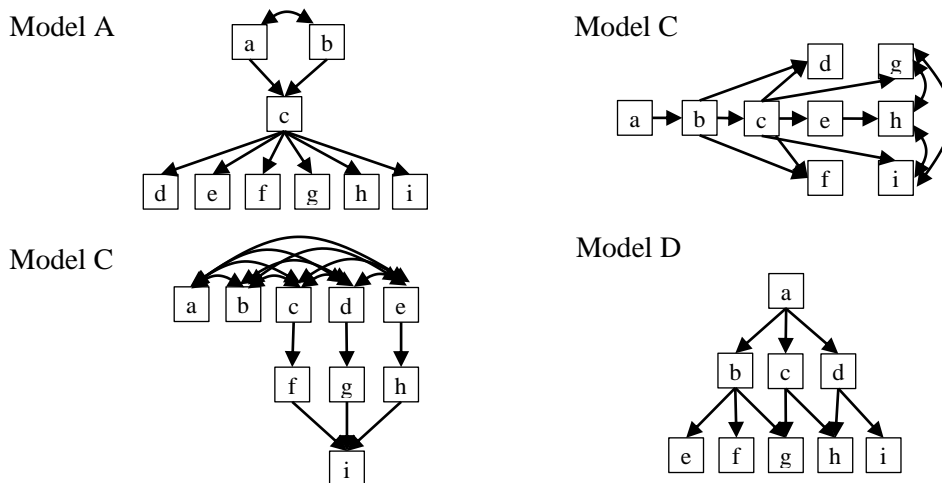 Model A
a b
c
d e f g h i
Model C
d g
a b c e h
f i
Model C
a b c d e
f g h
i
Model D
a
b c d
e f g h i